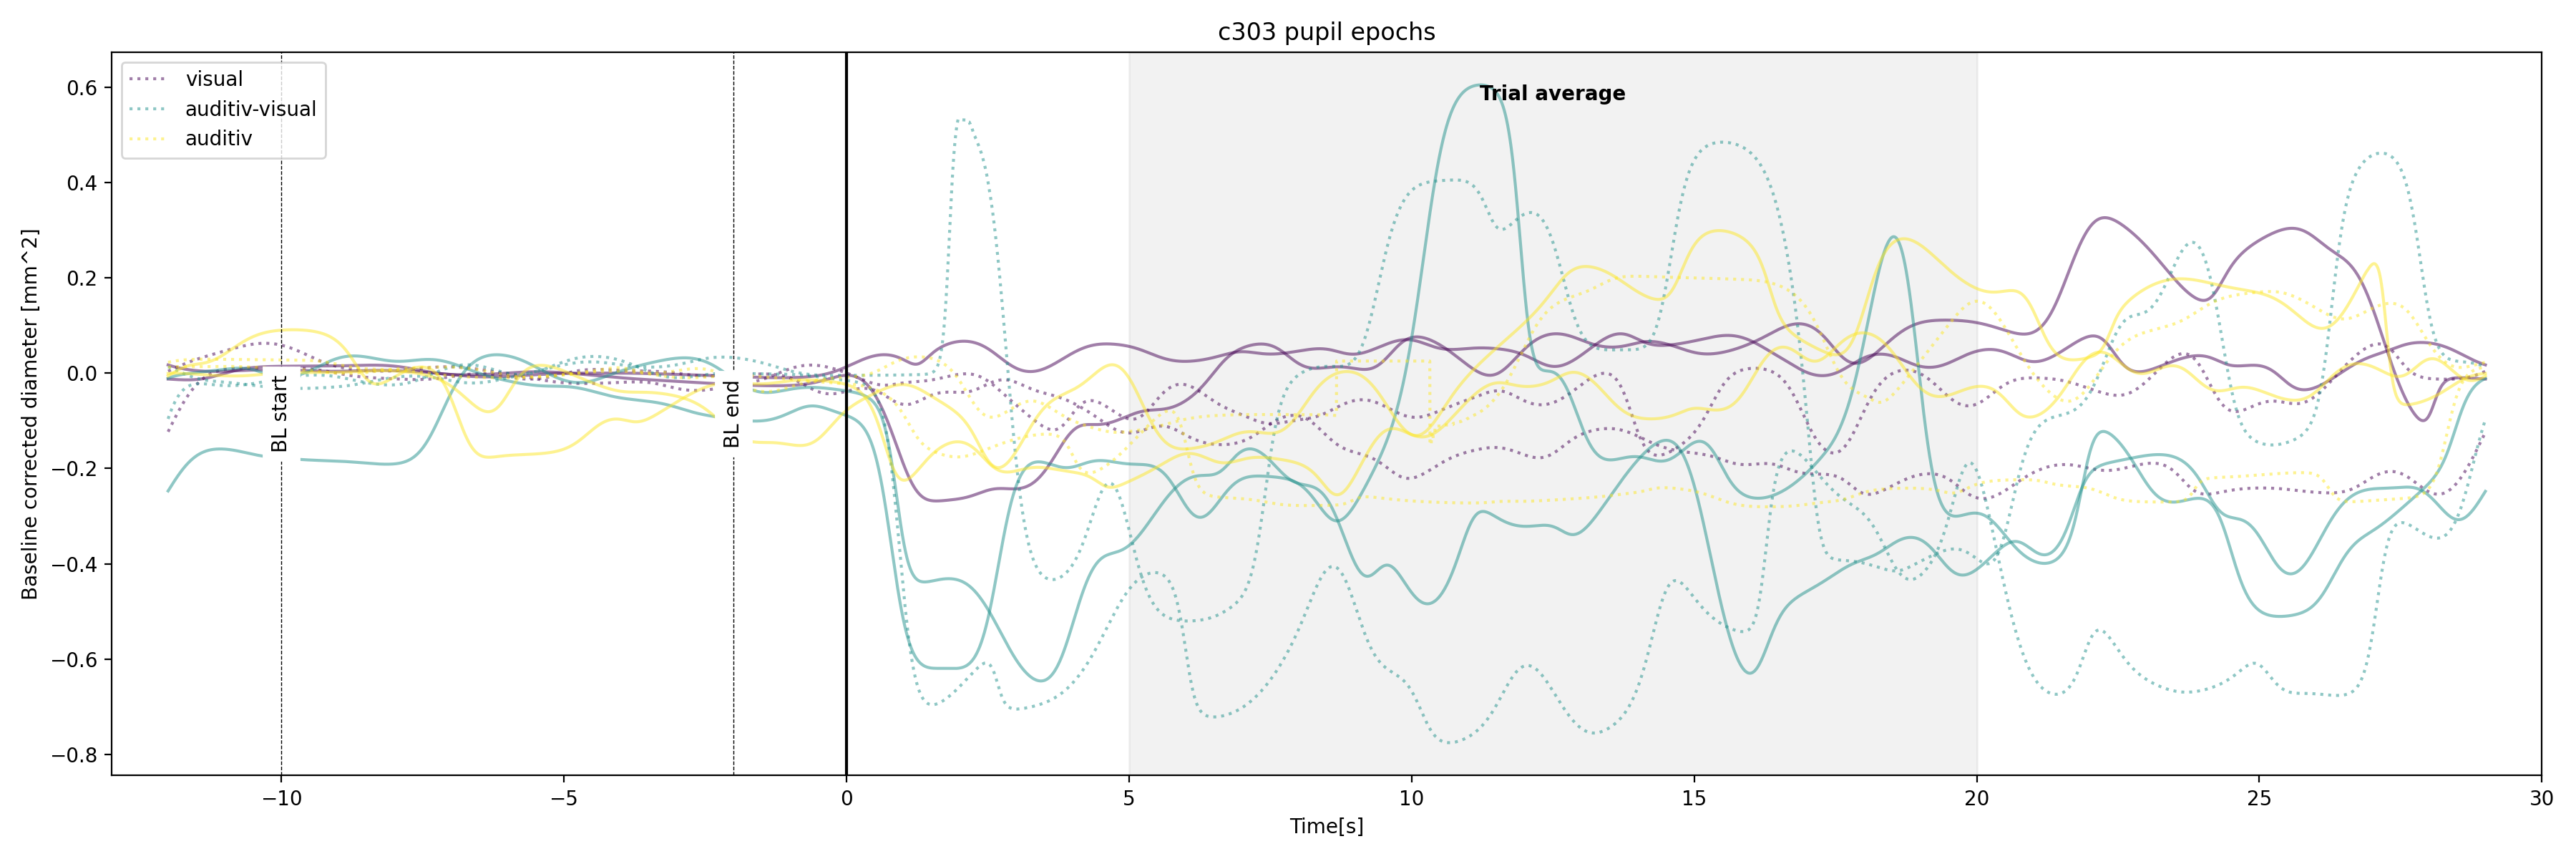 c303 pupil epochs
visual
auditiv-visual
auditiv
Trial average
BL start
BL end
Baseline corrected diameter [mm^2]
0.6
0.4
0.2
0.0
−0.2
−0.4
−0.6
−0.8
−10
−5
0
5
10
15
20
25
30
Time[s]